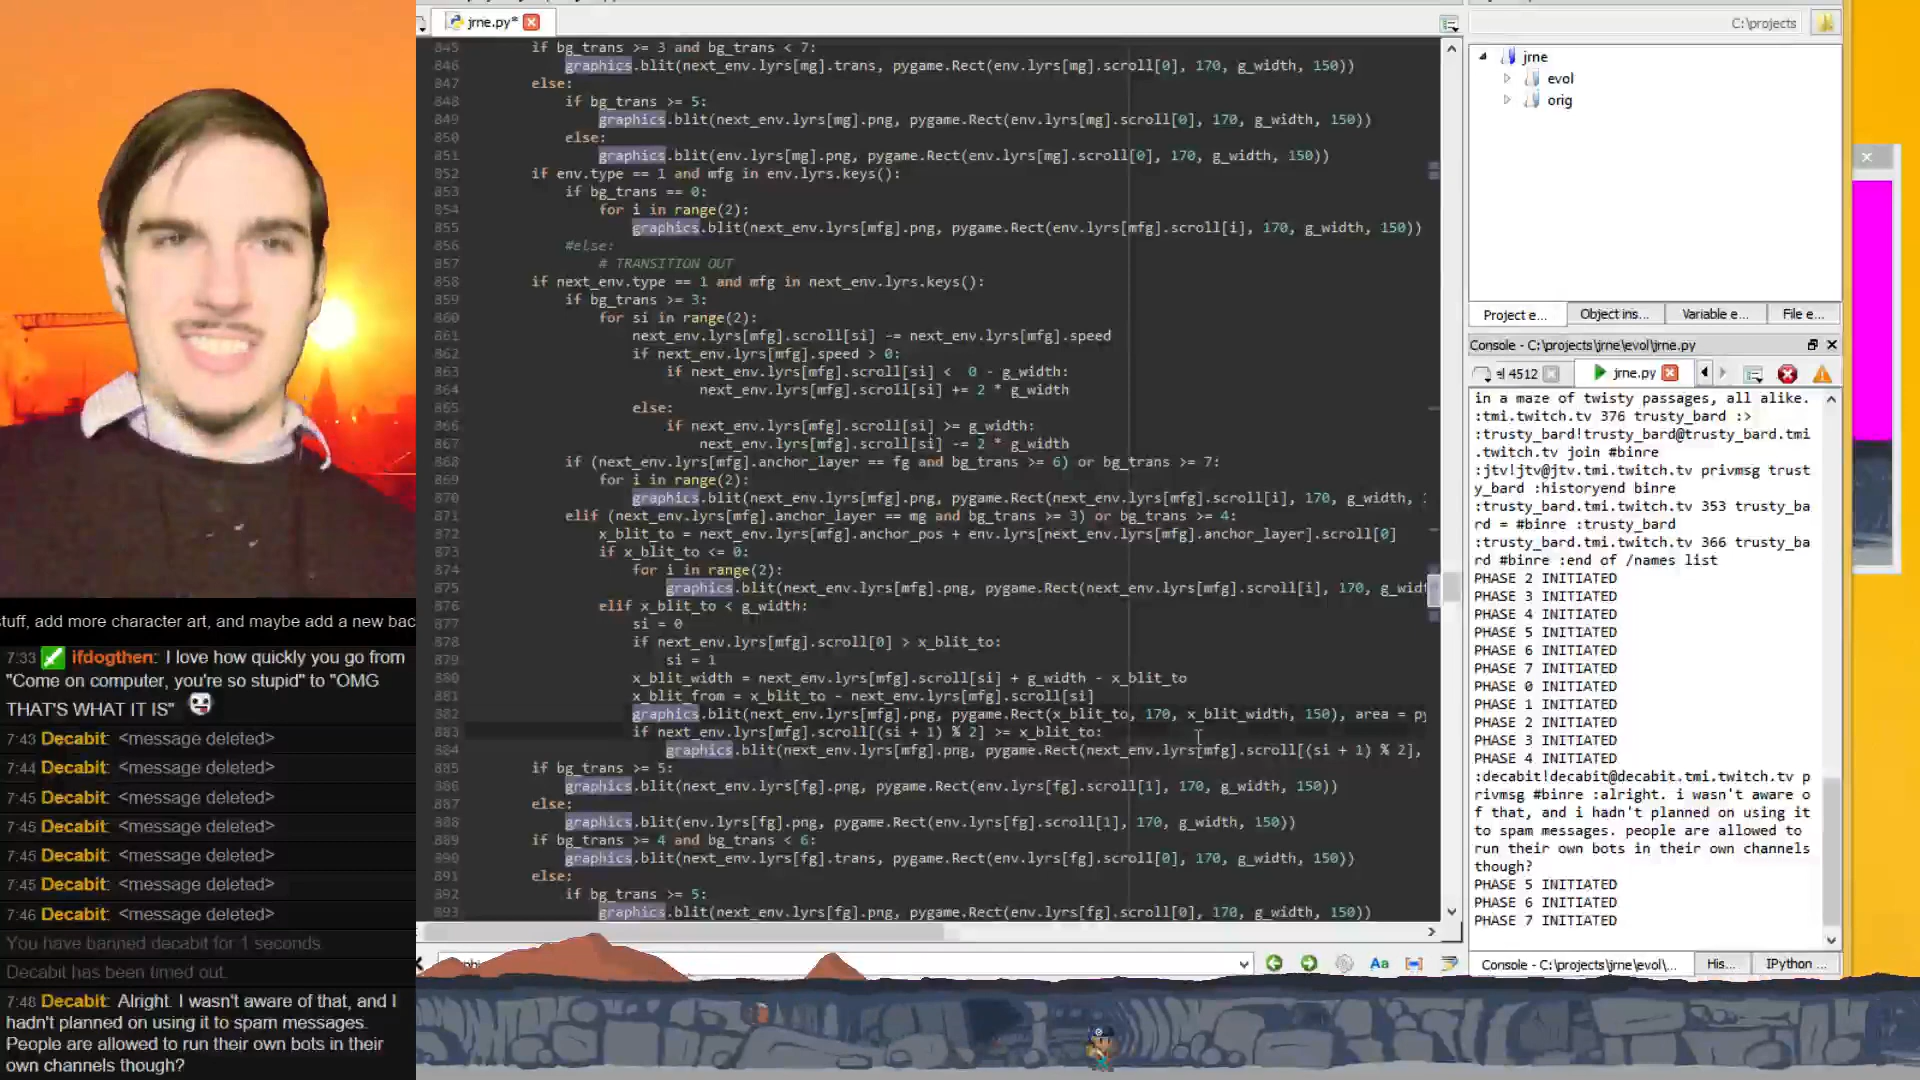 jrne.py*
845 if bg_trans >= 3 and bg_trans < 7:
846 graphics.blit(next_env.lyrs[mg].trans, pygame.Rect(env.lyrs[mg].scroll[0], 170, g_width, 150))
847 else:
848 if bg_trans >= 5:
849 graphics.blit(next_env.lyrs[mg].png, pygame.Rect(env.lyrs[mg].scroll[0], 170, g_width, 150))
850 else:
851 graphics.blit(env.lyrs[mg].png, pygame.Rect(env.lyrs[mg].scroll[0], 170, g_width, 150))
852 if env.type == 1 and mfg in env.lyrs.keys():
853 if bg_trans == 0:
854 for i in range(2):
855 graphics.blit(next_env.lyrs[mfg].png, pygame.Rect(env.lyrs[mfg].scroll[i], 170, g_width, 150))
856 #else:
857 # TRANSITION OUT
858 if next_env.type == 1 and mfg in next_env.lyrs.keys():
859 if bg_trans >= 3:
860 for si in range(2):
861 next_env.lyrs[mfg].scroll[si] -= next_env.lyrs[mfg].speed
862 if next_env.lyrs[mfg].speed > 0:
863 if next_env.lyrs[mfg].scroll[si] < 0 - g_width:
864 next_env.lyrs[mfg].scroll[si] += 2 * g_width
865 else:
866 if next_env.lyrs[mfg].scroll[si] >= g_width:
867 next_env.lyrs[mfg].scroll[si] -= 2 * g_width
868 if (next_env.lyrs[mfg].anchor_layer == fg and bg_trans >= 6) or bg_trans >= 7:
869 for i in range(2):
870 graphics.blit(next_env.lyrs[mfg].png, pygame.Rect(next_env.lyrs[mfg].scroll[i], 170, g_width,
871 elif (next_env.lyrs[mfg].anchor_layer == mg and bg_trans >= 3) or bg_trans >= 4:
872 x_blit_to = next_env.lyrs[mfg].anchor_pos + env.lyrs[next_env.lyrs[mfg].anchor_layer].scroll[0]
873 if x_blit_to <= 0:
874 for i in range(2):
875 graphics.blit(next_env.lyrs[mfg].png, pygame.Rect(next_env.lyrs[mfg].scroll[i], 170, g_widt
876 elif x_blit_to < g_width:
877 si = 0
878 if next_env.lyrs[mfg].scroll[0] > x_blit_to:
879 si = 1
880 x_blit_width = next_env.lyrs[mfg].scroll[si] + g_width - x_blit_to
881 x_blit_from = x_blit_to - next_env.lyrs[mfg].scroll[si]
882 graphics.blit(next_env.lyrs[mfg].png, pygame.Rect(x_blit_to, 170, x_blit_width, 150), area = py
883 if next_env.lyrs[mfg].scroll[(si + 1) % 2] >= x_blit_to:
884 graphics.blit(next_env.lyrs[mfg].png, pygame.Rect(next_env.lyrs[mfg].scroll[(si + 1) % 2],
885 if bg_trans >= 5:
886 graphics.blit(next_env.lyrs[fg].png, pygame.Rect(env.lyrs[fg].scroll[1], 170, g_width, 150))
887 else:
888 graphics.blit(env.lyrs[fg].png, pygame.Rect(env.lyrs[fg].scroll[1], 170, g_width, 150))
889 if bg_trans >= 4 and bg_trans < 6:
890 graphics.blit(next_env.lyrs[fg].trans, pygame.Rect(env.lyrs[fg].scroll[0], 170, g_width, 150))
891 else:
892 if bg_trans >= 5:
893 graphics.blit(next_env.lyrs[fg].png, pygame.Rect(env.lyrs[fg].scroll[0], 170, g_width, 150))
Aa
C:\projects
jrne
evol
orig
Project e... Object ins... Variable e... File e...
Console - C:\projects\jrne\evol\jrne.py
el 4512 jrne.py
in a maze of twisty passages, all alike.
:tmi.twitch.tv 376 trusty_bard :>
:trusty_bard!trusty_bard@trusty_bard.tmi
.twitch.tv join #binre
:jtv!jtv@jtv.tmi.twitch.tv privmsg trust
y_bard :historyend binre
:trusty_bard.tmi.twitch.tv 353 trusty_ba
rd = #binre :trusty_bard
:trusty_bard.tmi.twitch.tv 366 trusty_ba
rd #binre :end of /names list
PHASE 2 INITIATED
PHASE 3 INITIATED
PHASE 4 INITIATED
PHASE 5 INITIATED
PHASE 6 INITIATED
PHASE 7 INITIATED
PHASE 0 INITIATED
PHASE 1 INITIATED
PHASE 2 INITIATED
PHASE 3 INITIATED
PHASE 4 INITIATED
:decabit!decabit@decabit.tmi.twitch.tv p
rivmsg #binre :alright. i wasn't aware o
f that, and i hadn't planned on using it
to spam messages. people are allowed to
run their own bots in their own channels
though?
PHASE 5 INITIATED
PHASE 6 INITIATED
PHASE 7 INITIATED
Console - C:\projects\jrne\evol\... His... IPython ...
stuff, add more character art, and maybe add a new bac
7:33 ifdogthen: I love how quickly you go from
"Come on computer, you're so stupid" to "OMG
THAT'S WHAT IT IS"
7:43 Decabit: <message deleted>
7:44 Decabit: <message deleted>
7:45 Decabit: <message deleted>
7:45 Decabit: <message deleted>
7:45 Decabit: <message deleted>
7:45 Decabit: <message deleted>
7:46 Decabit: <message deleted>
You have banned decabit for 1 seconds.
Decabit has been timed out.
7:48 Decabit: Alright. I wasn't aware of that, and I
hadn't planned on using it to spam messages.
People are allowed to run their own bots in their
own channels though?